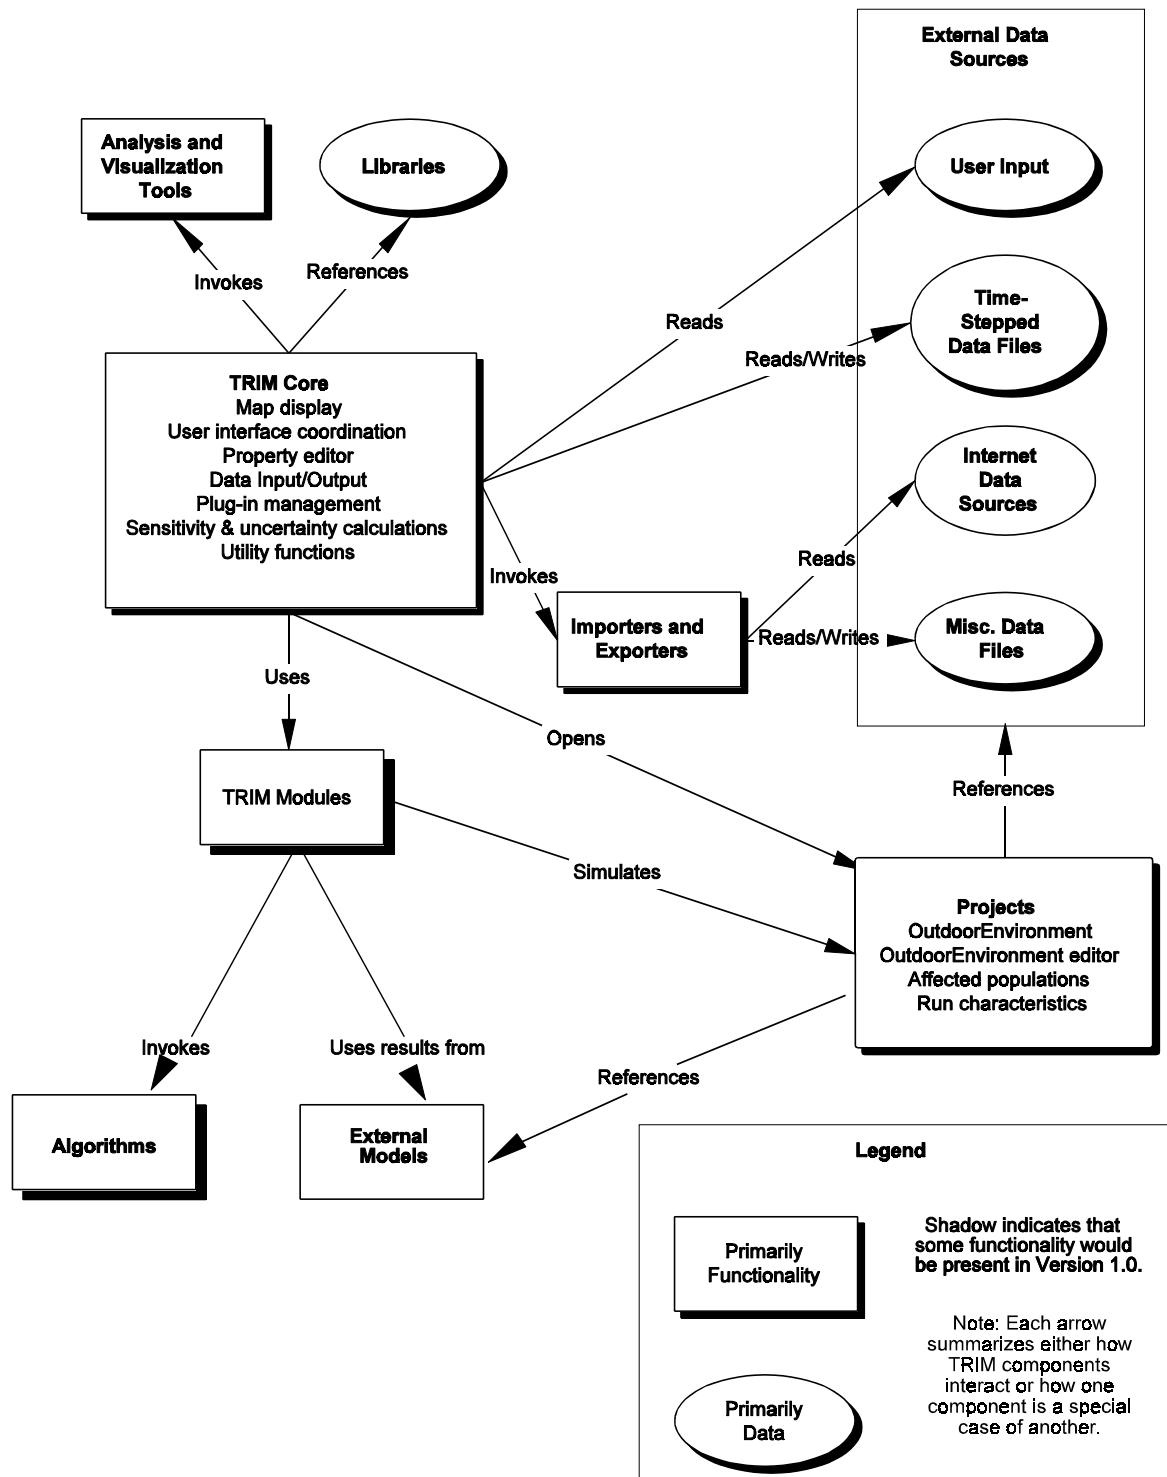 External Data
Sources
Analysis and
Visualization
Tools
Libraries
User Input
Invokes
References
Time-
Stepped
Data Files
Reads
Reads/Writes
TRIM Core
Map display
User interface coordination
Property editor
Data Input/Output
Plug-in management
Sensitivity & uncertainty calculations
Utility functions
Internet
Data
Sources
Invokes
Reads
Importers and
Exporters
Reads/Writes
Misc. Data
Files
Uses
Opens
References
TRIM Modules
Simulates
Projects
OutdoorEnvironment
OutdoorEnvironment editor
Affected populations
Run characteristics
Invokes
Uses results from
References
Algorithms
External
Models
Legend
Primarily
Functionality
Shadow indicates that
some functionality would
be present in Version 1.0.
Primarily
Data
Note: Each arrow
summarizes either how
TRIM components
interact or how one
component is a special
case of another.